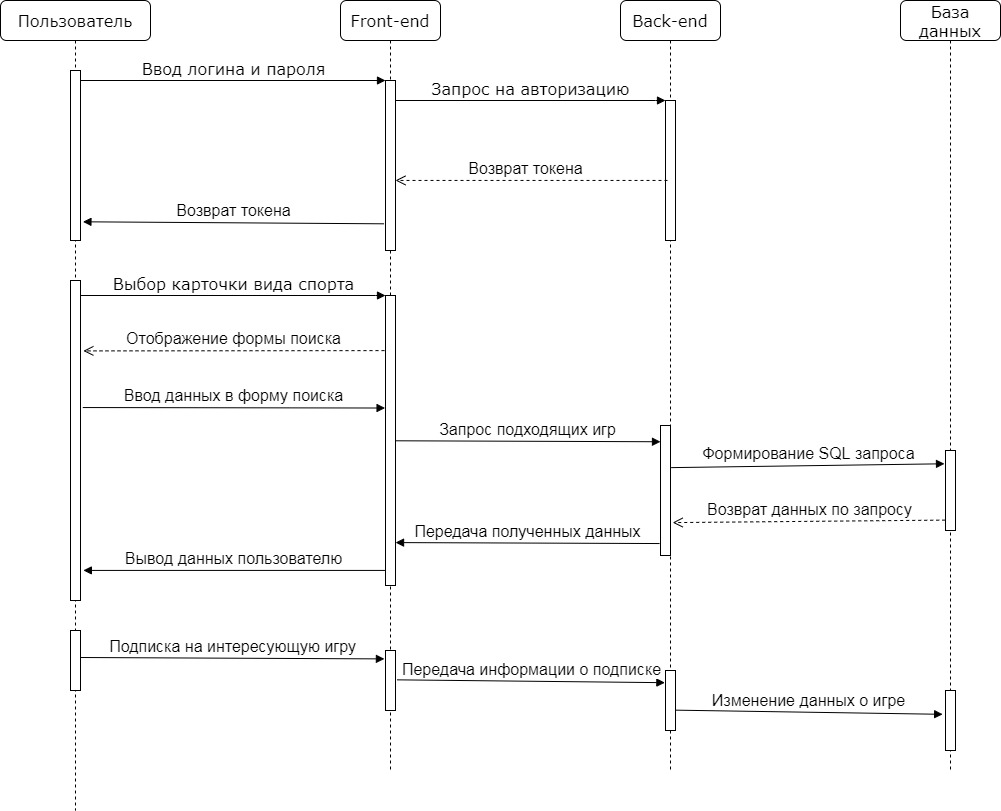 Пользователь
Front-end
Back-end
База
данных
Ввод логина и пароля
Запрос на авторизацию
Возврат токена
Возврат токена
Выбор карточки вида спорта
Отображение формы поиска
Ввод данных в форму поиска
Запрос подходящих игр
Формирование SQL запроса
Возврат данных по запросу
Передача полученных данных
Вывод данных пользователю
Подписка на интересующую игру
Передача информации о подписке
Изменение данных о игре